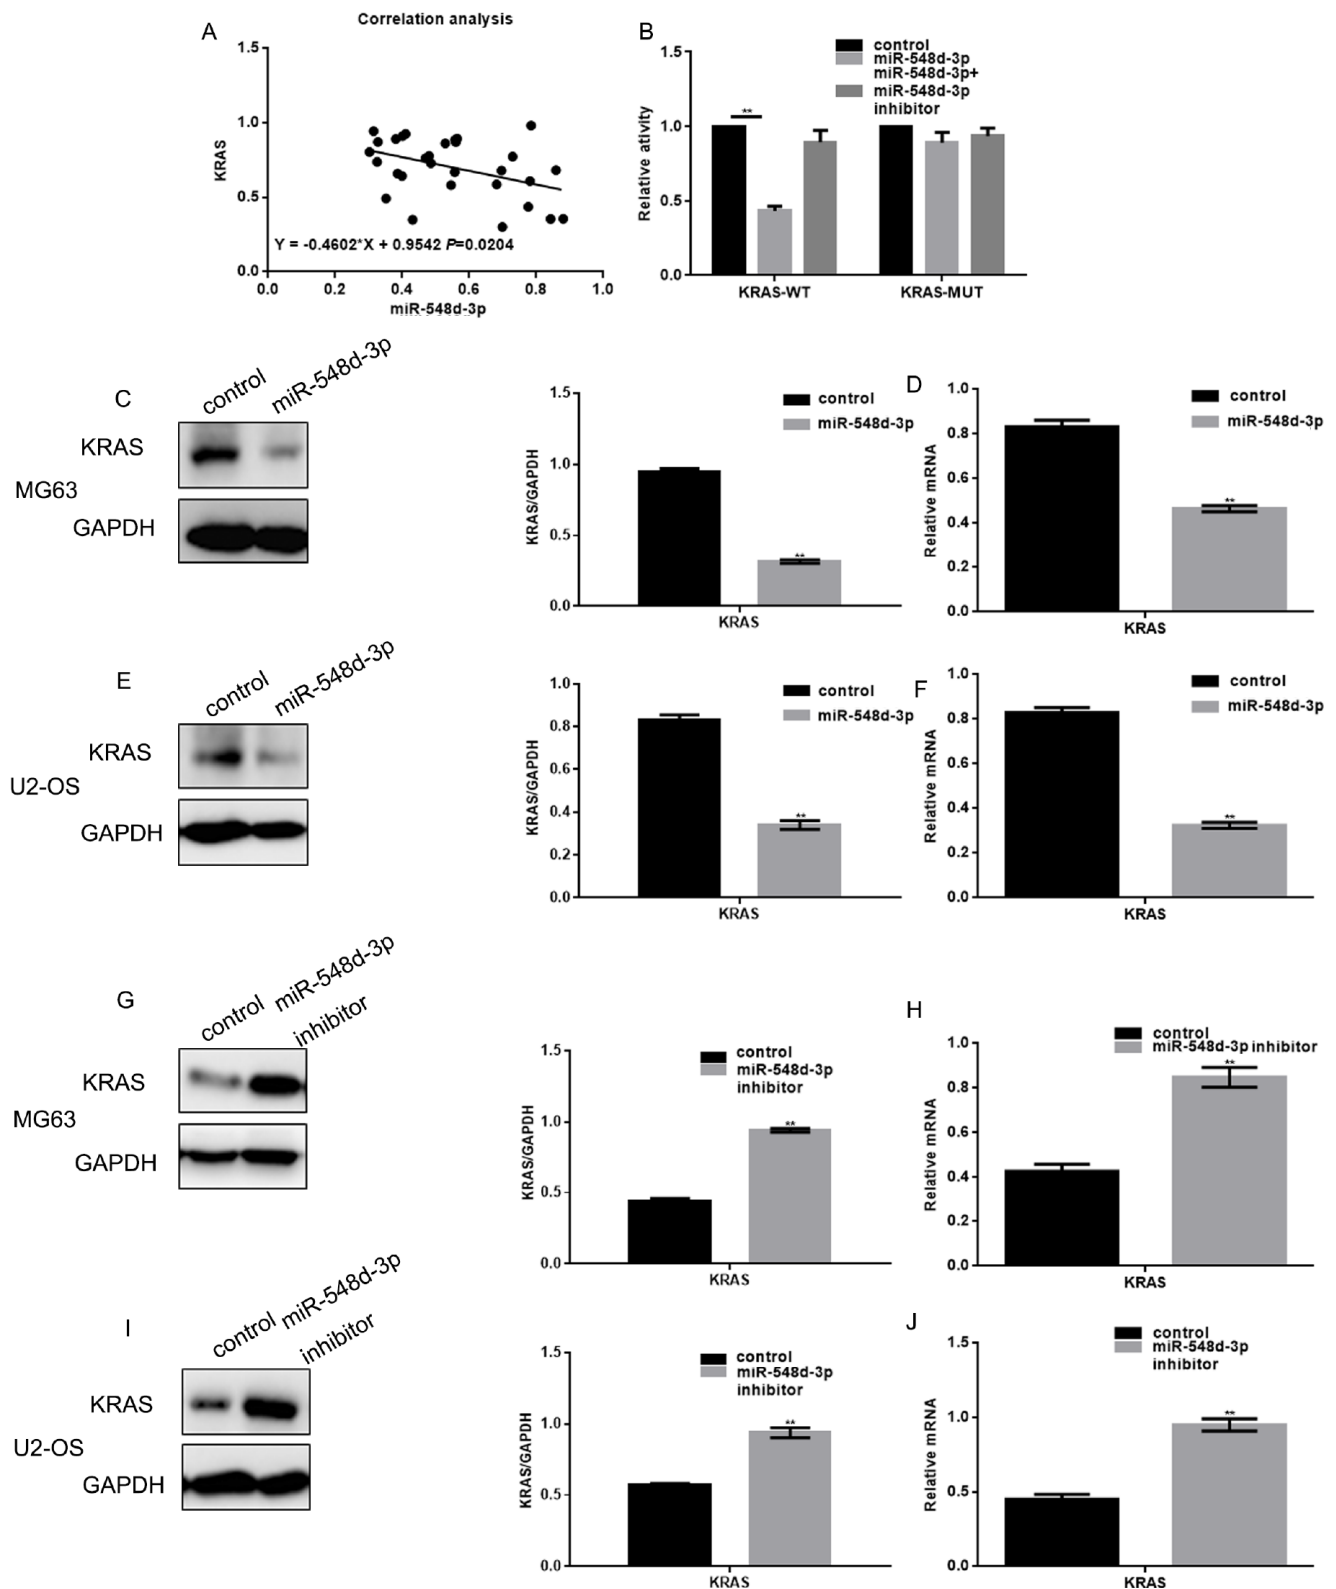 A
Correlation analysis
1.5
1.0
0.5
0.0
KRAS
Y = -0.4602*X + 0.9542 P=0.0204
0.0 0.2 0.4 0.6 0.8 1.0
miR-548d-3p
B
control
miR-548d-3p
miR-548d-3p+
miR-548d-3p
inhibitor
1.5
1.0
0.5
0.0
Relative ativity
**
KRAS-WT KRAS-MUT
C
control miR-548d-3p
KRAS
MG63
GAPDH
1.5
1.0
0.5
0.0
KRAS/GAPDH
control
miR-548d-3p
**
KRAS
D
1.0
0.8
0.6
0.4
0.2
0.0
Relative mRNA
control
miR-548d-3p
**
KRAS
E
control miR-548d-3p
KRAS
U2-OS
GAPDH
1.0
0.8
0.6
0.4
0.2
0.0
KRAS/GAPDH
control
miR-548d-3p
**
KRAS
F
1.0
0.8
0.6
0.4
0.2
0.0
Relative mRNA
control
miR-548d-3p
**
KRAS
G
control miR-548d-3p
inhibitor
KRAS
MG63
GAPDH
1.5
1.0
0.5
0.0
KRAS/GAPDH
control
miR-548d-3p
inhibitor
**
KRAS
H
1.0
0.8
0.6
0.4
0.2
0.0
Relative mRNA
control
miR-548d-3p inhibitor
**
KRAS
I
control miR-548d-3p
inhibitor
KRAS
U2-OS
GAPDH
1.5
1.0
0.5
0.0
KRAS/GAPDH
control
miR-548d-3p
inhibitor
**
KRAS
J
1.5
1.0
0.5
0.0
Relative mRNA
control
miR-548d-3p
inhibitor
**
KRAS